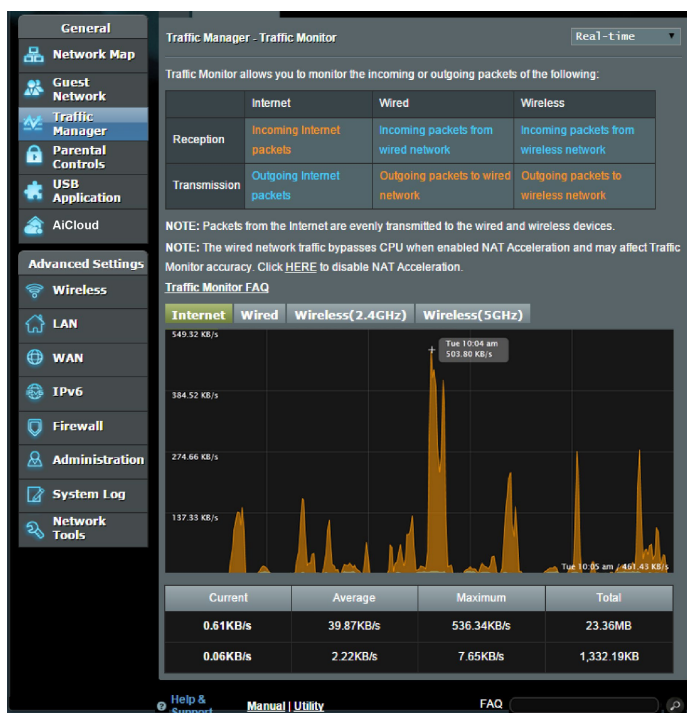 General
Network Map
Guest
Network
Traffic
Manager
Parental
Controls
USB
Application
AiCloud
Advanced Settings
Wireless
LAN
WAN
IPv6
Firewall
Administration
System Log
Network
Tools
Traffic Manager - Traffic Monitor
Real-time
Traffic Monitor allows you to monitor the incoming or outgoing packets of the following:
Internet Wired Wireless
Reception
Incoming Internet
packets
Incoming packets from
wired network
Incoming packets from
wireless network
Transmission
Outgoing Internet
packets
Outgoing packets to wired
network
Outgoing packets to
wireless network
NOTE: Packets from the Internet are evenly transmitted to the wired and wireless devices.
NOTE: The wired network traffic bypasses CPU when enabled NAT Acceleration and may affect Traffic
Monitor accuracy. Click HERE to disable NAT Acceleration.
Traffic Monitor FAQ
Internet Wired Wireless(2.4GHz) Wireless(5GHz)
549.32 KB/s
Tue 10:04 am
503.80 KB/s
384.52 KB/s
274.66 KB/s
137.33 KB/s
Tue 10:05 am / 461.43 KB/s
Current Average Maximum Total
0.61KB/s 39.87KB/s 536.34KB/s 23.36MB
0.06KB/s 2.22KB/s 7.65KB/s 1,332.19KB
Help &
Support
Manual | Utility
FAQ